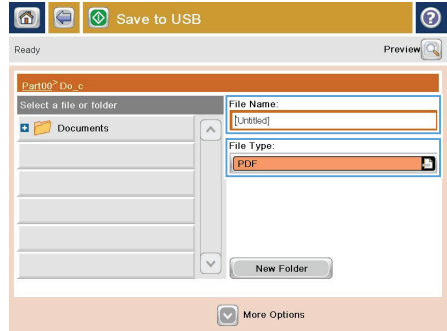 Save to USB
?
Ready
Preview
Part00> Do_c
Select a file or folder
File Name:
Documents
[Untitled]
File Type:
PDF
New Folder
More Options